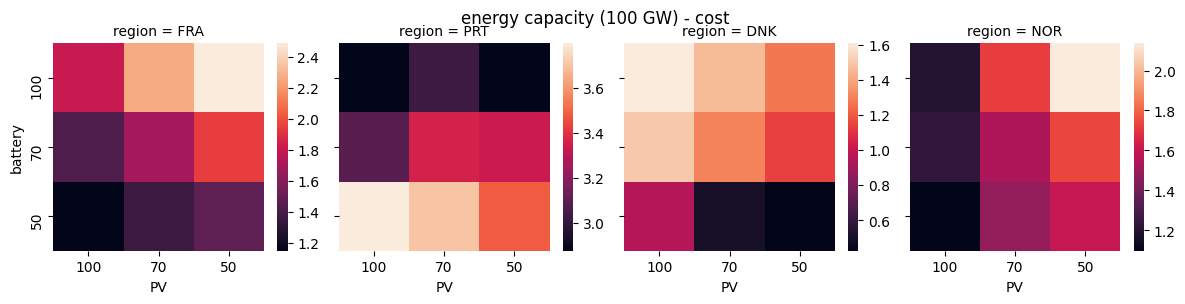 energy capacity (100 GW) - cost
region = FRA
region = PRT
region = DNK
region = NOR
battery
100
70
50
100 70 50
PV
2.4
2.2
2.0
1.8
1.6
1.4
1.2
100 70 50
PV
3.6
3.4
3.2
3.0
100 70 50
PV
1.6
1.4
1.2
1.0
0.8
0.6
100 70 50
PV
2.0
1.8
1.6
1.4
1.2